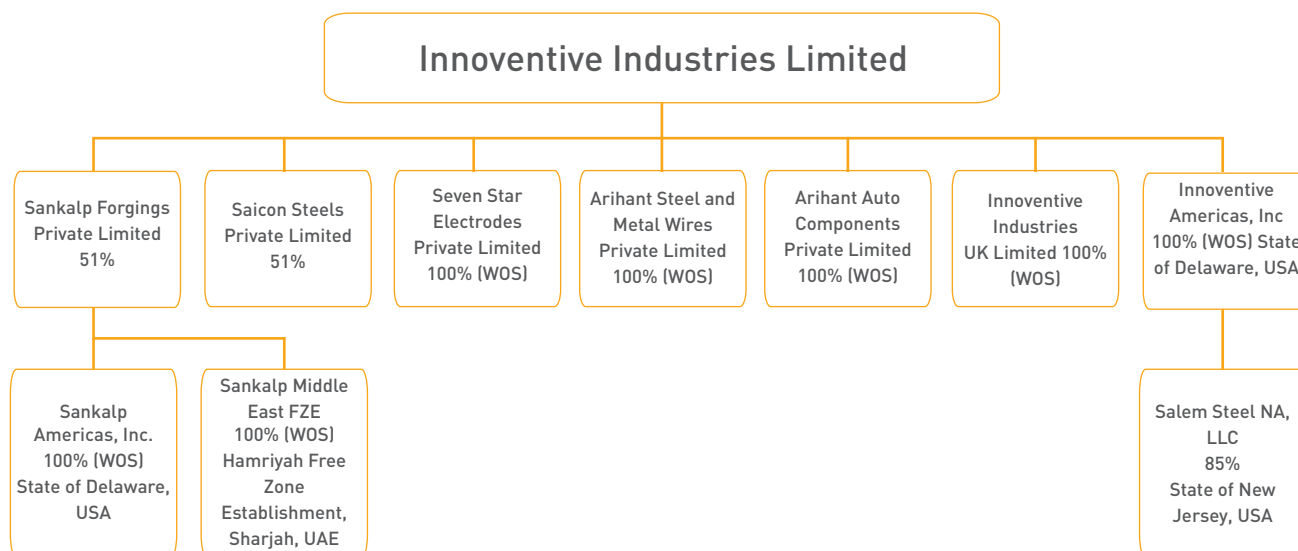 Innoventive Industries Limited
Sankalp Forgings
Private Limited
51%
Saicon Steels
Private Limited
51%
Seven Star
Electrodes
Private Limited
100% (WOS)
Arihant Steel and
Metal Wires
Private Limited
100% (WOS)
Arihant Auto
Components
Private Limited
100% (WOS)
Innoventive
Industries
UK Limited 100%
(WOS)
Innoventive
Americas, Inc
100% (WOS) State
of Delaware, USA
Sankalp
Americas, Inc.
100% (WOS)
State of Delaware,
USA
Sankalp Middle
East FZE
100% (WOS)
Hamriyah Free
Zone
Establishment,
Sharjah, UAE
Salem Steel NA,
LLC
85%
State of New
Jersey, USA